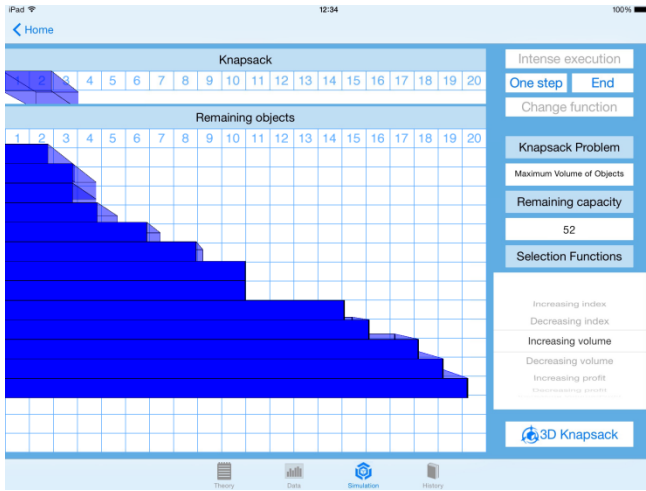 iPad 12:34 100%
Home
Knapsack
1 2 3 4 5 6 7 8 9 10 11 12 13 14 15 16 17 18 19 20
Remaining objects
1 2 3 4 5 6 7 8 9 10 11 12 13 14 15 16 17 18 19 20
Intense execution
One step End
Change function
Knapsack Problem
Maximum Volume of Objects
Remaining capacity
52
Selection Functions
Increasing index
Decreasing index
Increasing volume
Decreasing volume
Increasing profit
Decreasing profit
3D Knapsack
Theory Data Simulation History